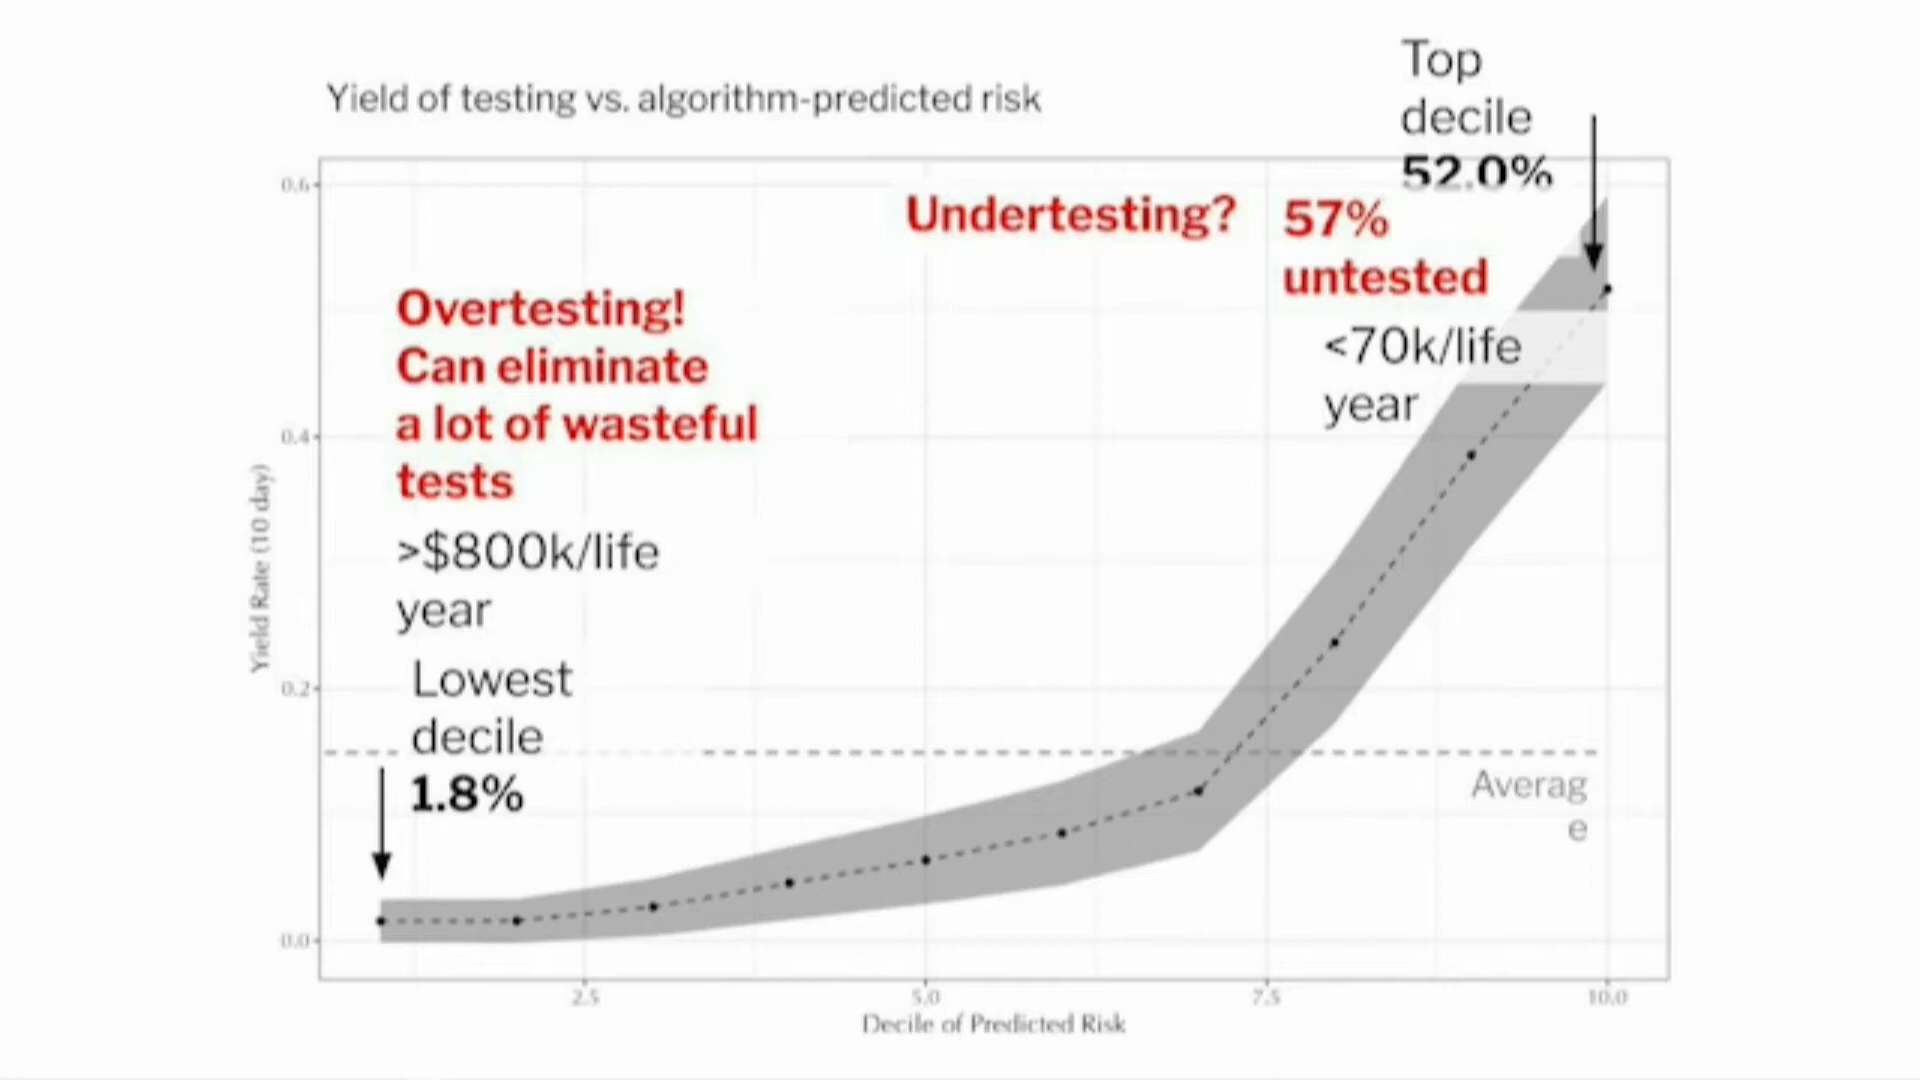 Top
decile
52.0%
Yield of testing vs. algorithm-predicted risk
Undertesting?
57%
untested
<70k/life
year
Overtesting!
Can eliminate
a lot of wasteful
tests
>$800k/life
year
Lowest
decile
1.8%
Averag
e
Yield Rate (10 day)
0.6
0.4
0.2
0.0
2.5
5.0
7.5
10.0
Decile of Predicted Risk